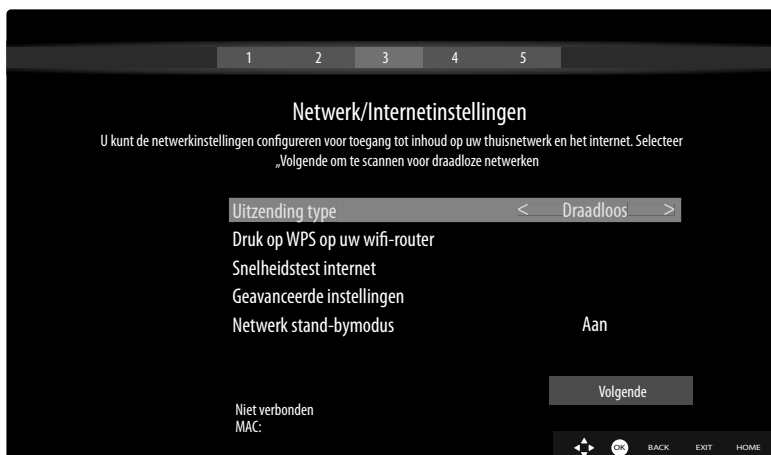 1 2 3 4 5
Netwerk/Internetinstellingen
U kunt de netwerkinstellingen configureren voor toegang tot inhoud op uw thuisnetwerk en het internet. Selecteer
„Volgende om te scannen voor draadloze netwerken
Uitzending type < Draadloos >
Druk op WPS op uw wifi-router
Snelheidstest internet
Geavanceerde instellingen
Netwerk stand-bymodus Aan
Volgende
Niet verbonden
MAC:
OK BACK EXIT HOME